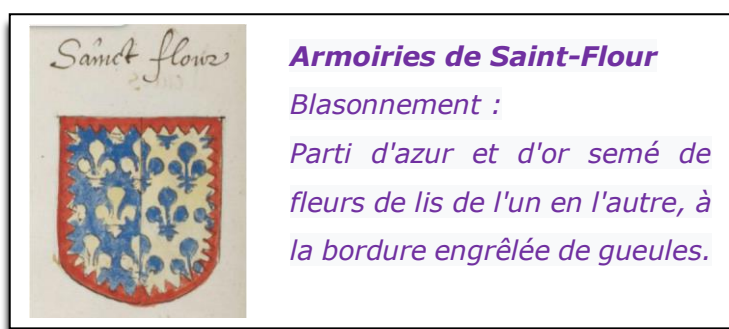 Sainct flour
Armoiries de Saint-Flour
Blasonnement :
Parti d'azur et d'or semé de
fleurs de lis de l'un en l'autre, à
la bordure engrêlée de gueules.